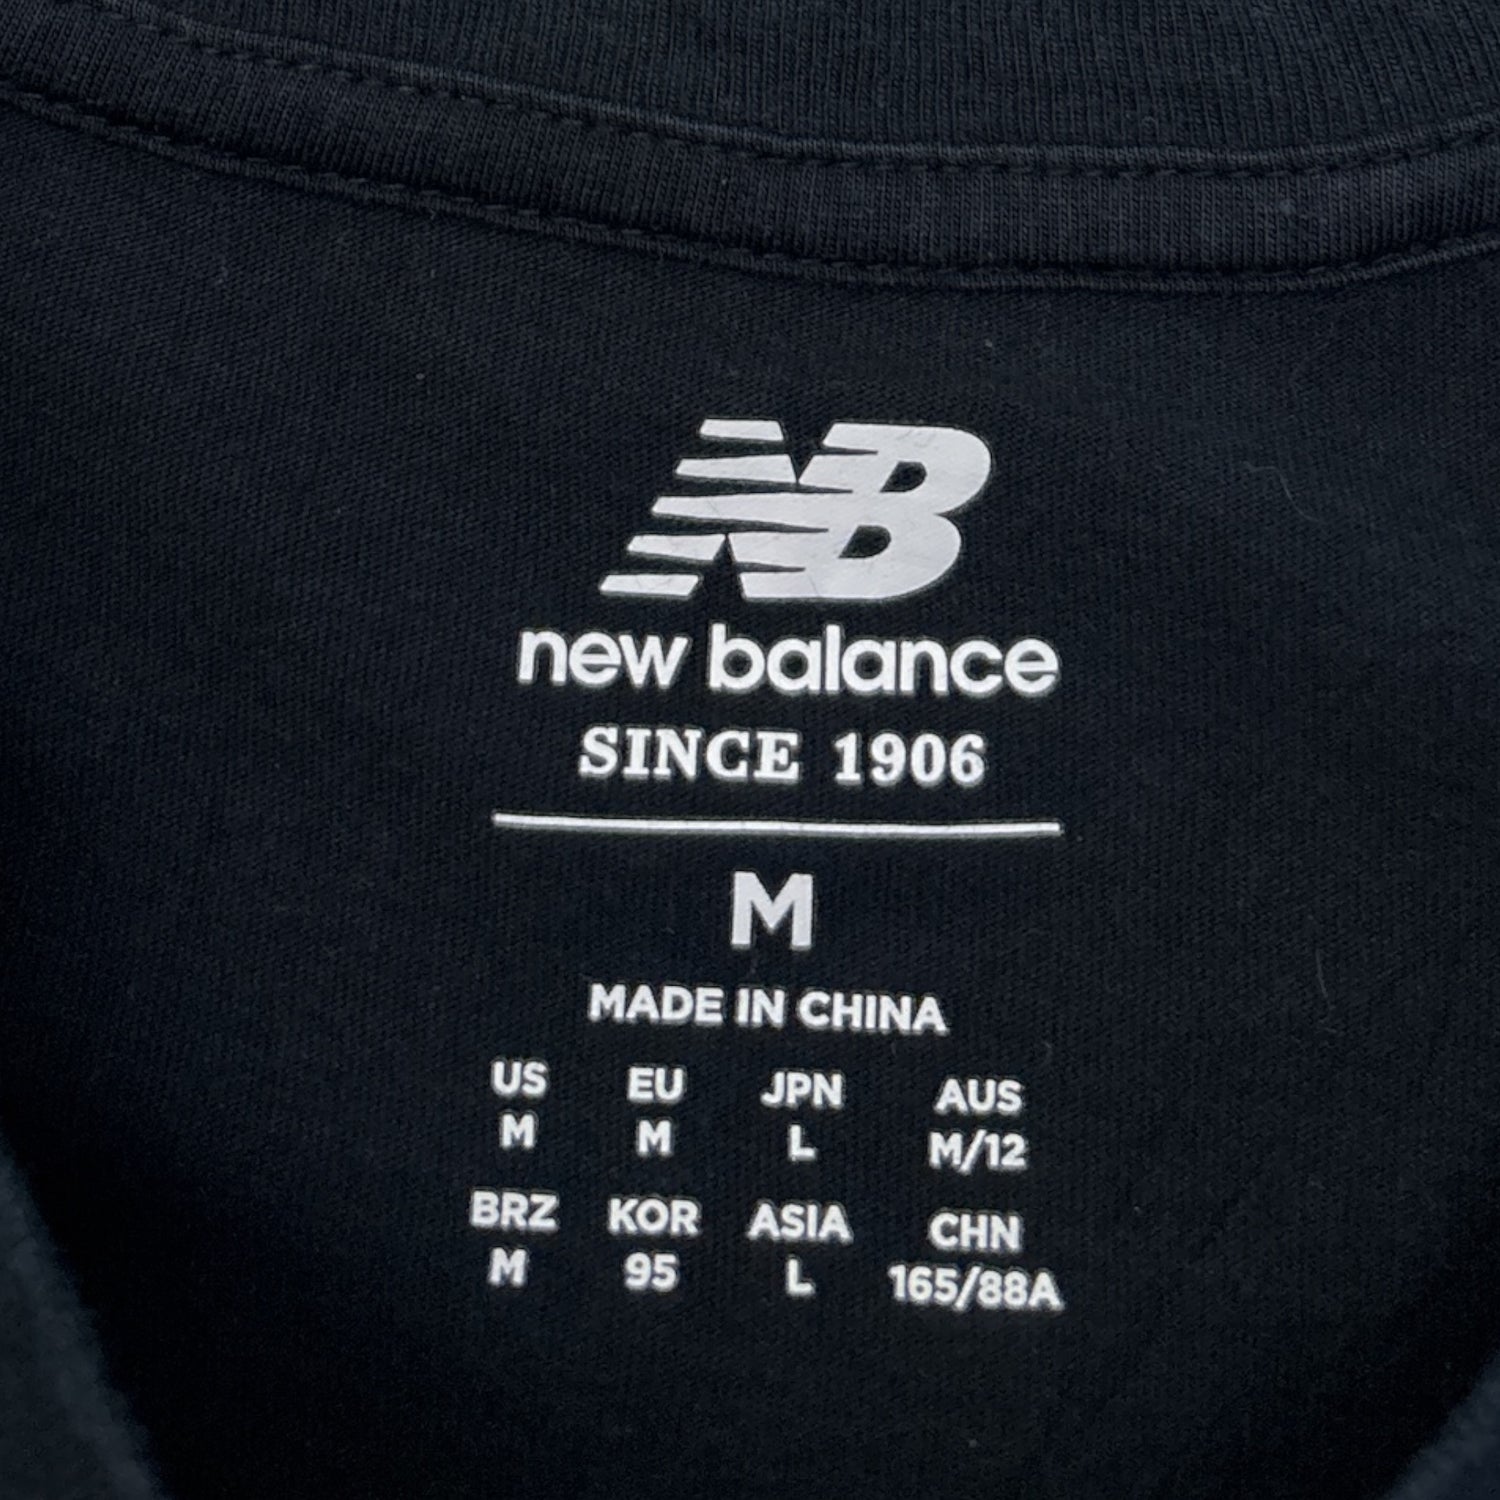 NB
new balance
SINCE 1906
M
MADE IN CHINA
US EU JPN AUS
M M L M/12
BRZ KOR ASIA CHN
M 95 L 165/88A